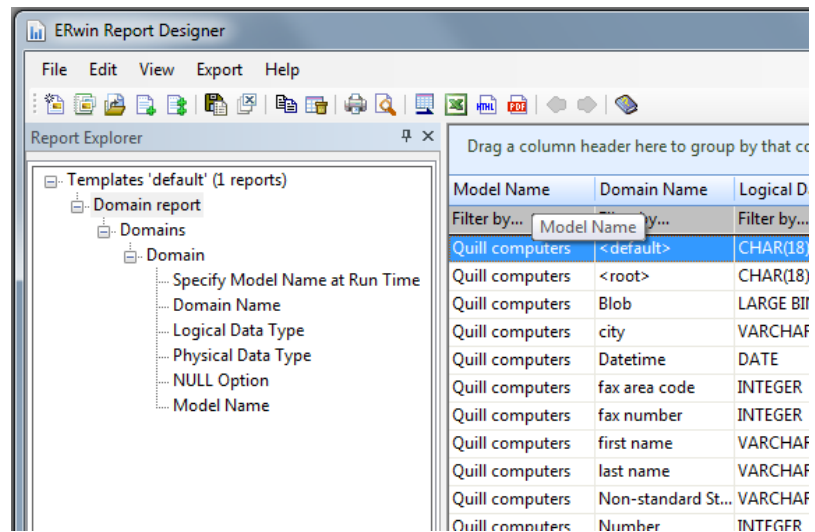 ERwin Report Designer
File Edit View Export Help
HTML PDF
Report Explorer
Templates 'default' (1 reports)
Domain report
Domains
Domain
Specify Model Name at Run Time
Domain Name
Logical Data Type
Physical Data Type
NULL Option
Model Name
Drag a column header here to group by that co
Model Name Domain Name Logical D
Filter by... Filter by...
Model Name
Quill computers <default> CHAR(18)
Quill computers <root> CHAR(18)
Quill computers Blob LARGE BI
Quill computers city VARCHAR
Quill computers Datetime DATE
Quill computers fax area code INTEGER
Quill computers fax number INTEGER
Quill computers first name VARCHAR
Quill computers last name VARCHAR
Quill computers Non-standard St... VARCHAR
Quill computers Number INTEGER